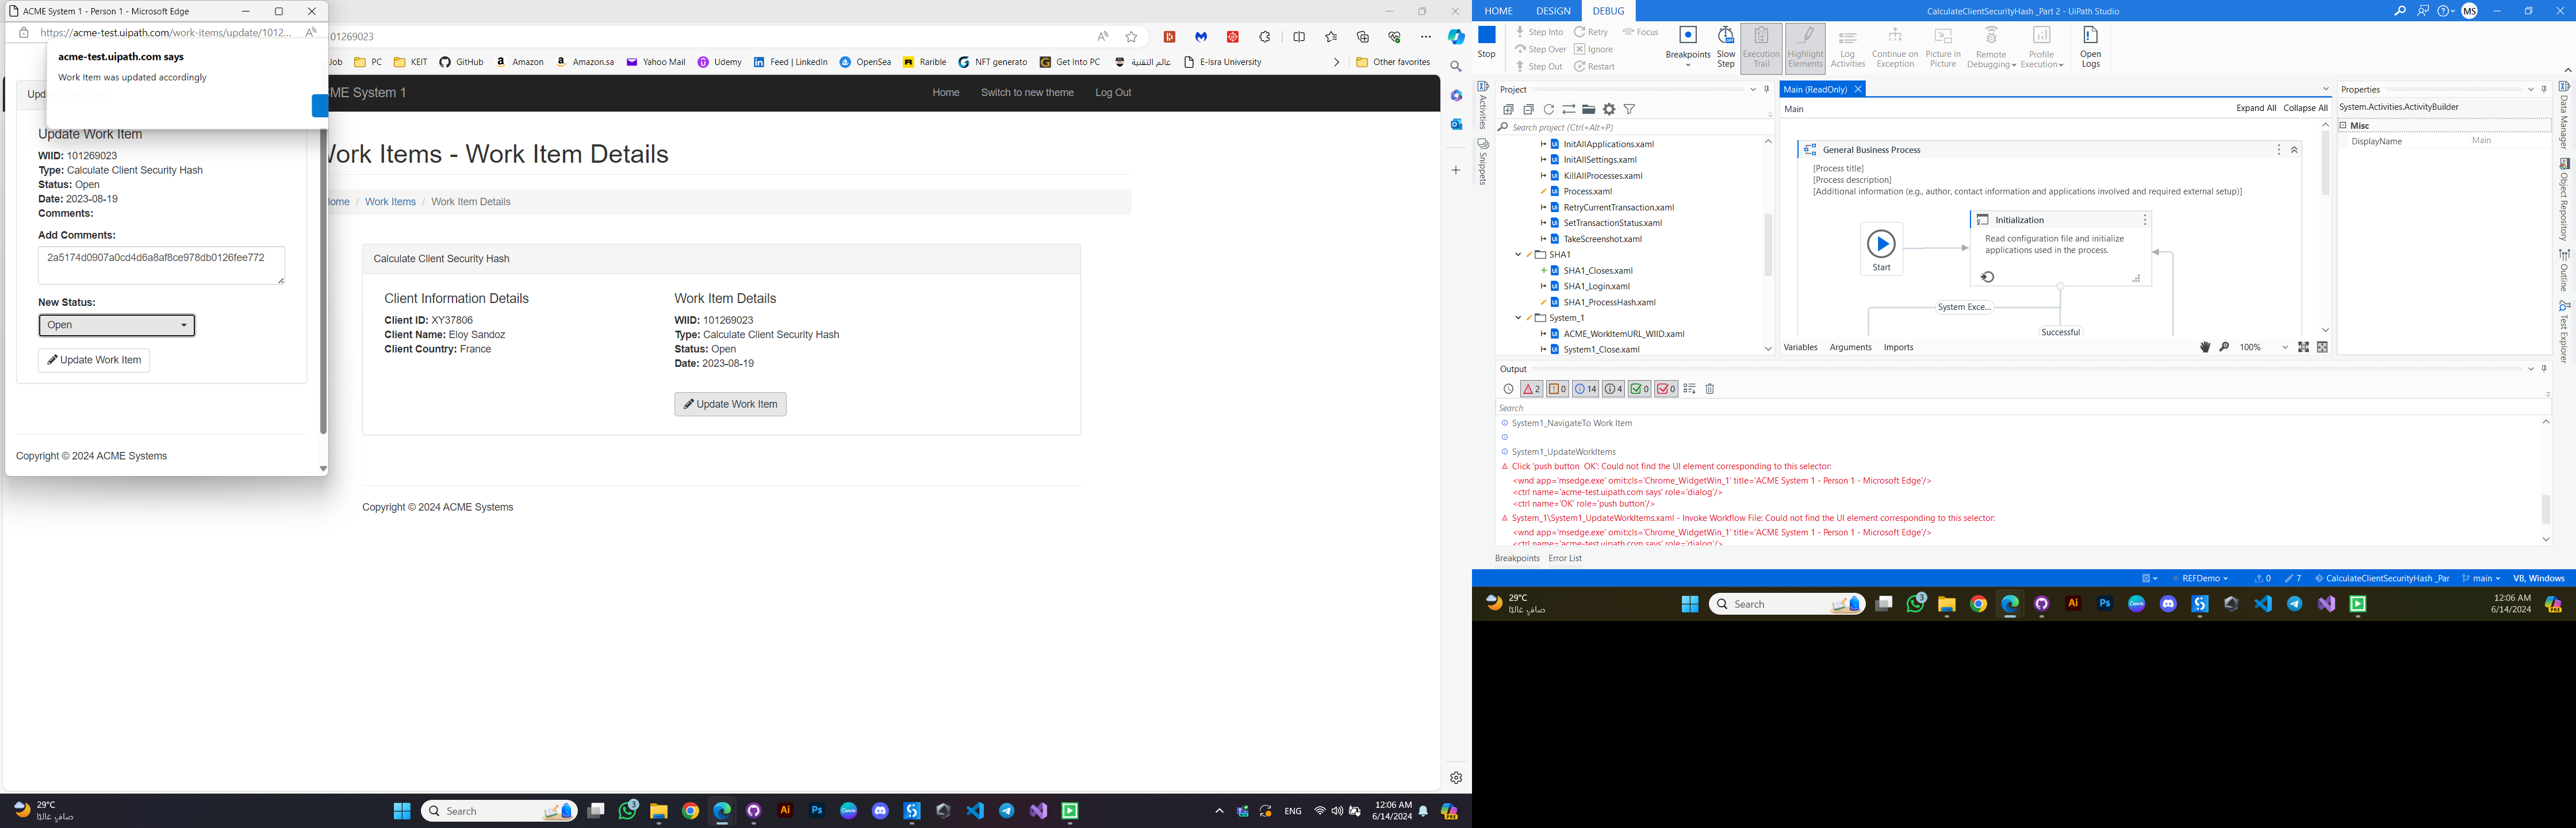 ACME System 1 - Person 1 - Microsoft Edge
https://acme-test.uipath.com/work-items/update/1012...
acme-test.uipath.com says
Work Item was updated accordingly
Update Work Item
WIID: 101269023
Type: Calculate Client Security Hash
Status: Open
Date: 2023-08-19
Comments:
Add Comments:
2a5174d0907a0cd4d6a8af8ce978db0126fee772
New Status:
Open
Update Work Item
Copyright © 2024 ACME Systems
01269023
Job
PC
KEIT
GitHub
Amazon
Amazon.sa
Yahoo Mail
Udemy
Feed | LinkedIn
OpenSea
Rarible
NFT generato
Get Into PC
عالم التقنية
E-Isra University
Other favorites
ME System 1
Home
Switch to new theme
Log Out
Work Items - Work Item Details
ome / Work Items / Work Item Details
Calculate Client Security Hash
Client Information Details
Client ID: XY37806
Client Name: Eloy Sandoz
Client Country: France
Work Item Details
WIID: 101269023
Type: Calculate Client Security Hash
Status: Open
Date: 2023-08-19
Update Work Item
Copyright © 2024 ACME Systems
29°C
صافٍ غالبًا
Search
3
ENG
12:06 AM
6/14/2024
HOME
DESIGN
DEBUG
CalculateClientSecurityHash _Part 2 - UiPath Studio
MS
Stop
Step Into
Step Over
Step Out
Retry
Ignore
Restart
Focus
Breakpoints
Slow Step
Execution Trail
Highlight Elements
Log Activities
Continue on Exception
Picture in Picture
Remote Debugging
Profile Execution
Open Logs
Activities
Snippets
Project
Search project (Ctrl+Alt+P)
InitAllApplications.xaml
InitAllSettings.xaml
KillAllProcesses.xaml
Process.xaml
RetryCurrentTransaction.xaml
SetTransactionStatus.xaml
TakeScreenshot.xaml
SHA1
SHA1_Closes.xaml
SHA1_Login.xaml
SHA1_ProcessHash.xaml
System_1
ACME_WorkItemURL_WIID.xaml
System1_Close.xaml
Main (ReadOnly)
Main
Expand All
Collapse All
General Business Process
[Process title]
[Process description]
[Additional information (e.g., author, contact information and applications involved and required external setup)]
Start
Initialization
Read configuration file and initialize
applications used in the process.
System Exce...
Successful
Variables
Arguments
Imports
100%
Properties
System.Activities.ActivityBuilder
Misc
DisplayName
Main
Data Manager
Object Repository
Outline
Test Explorer
Output
2
0
14
4
0
0
Search
System1_NavigateTo Work Item
System1_UpdateWorkItems
Click 'push button OK': Could not find the UI element corresponding to this selector:
<wnd app='msedge.exe' omit:cls='Chrome_WidgetWin_1' title='ACME System 1 - Person 1 - Microsoft Edge'/>
<ctrl name='acme-test.uipath.com says' role='dialog'/>
<ctrl name='OK' role='push button'/>
System_1\System1_UpdateWorkItems.xaml - Invoke Workflow File: Could not find the UI element corresponding to this selector:
<wnd app='msedge.exe' omit:cls='Chrome_WidgetWin_1' title='ACME System 1 - Person 1 - Microsoft Edge'/>
<ctrl name='acme-test.uipath.com says' role='dialog'/>
Breakpoints
Error List
REFDemo
0
7
CalculateClientSecurityHash _Par
main
VB, Windows
29°C
صافٍ غالبًا
Search
3
12:06 AM
6/14/2024